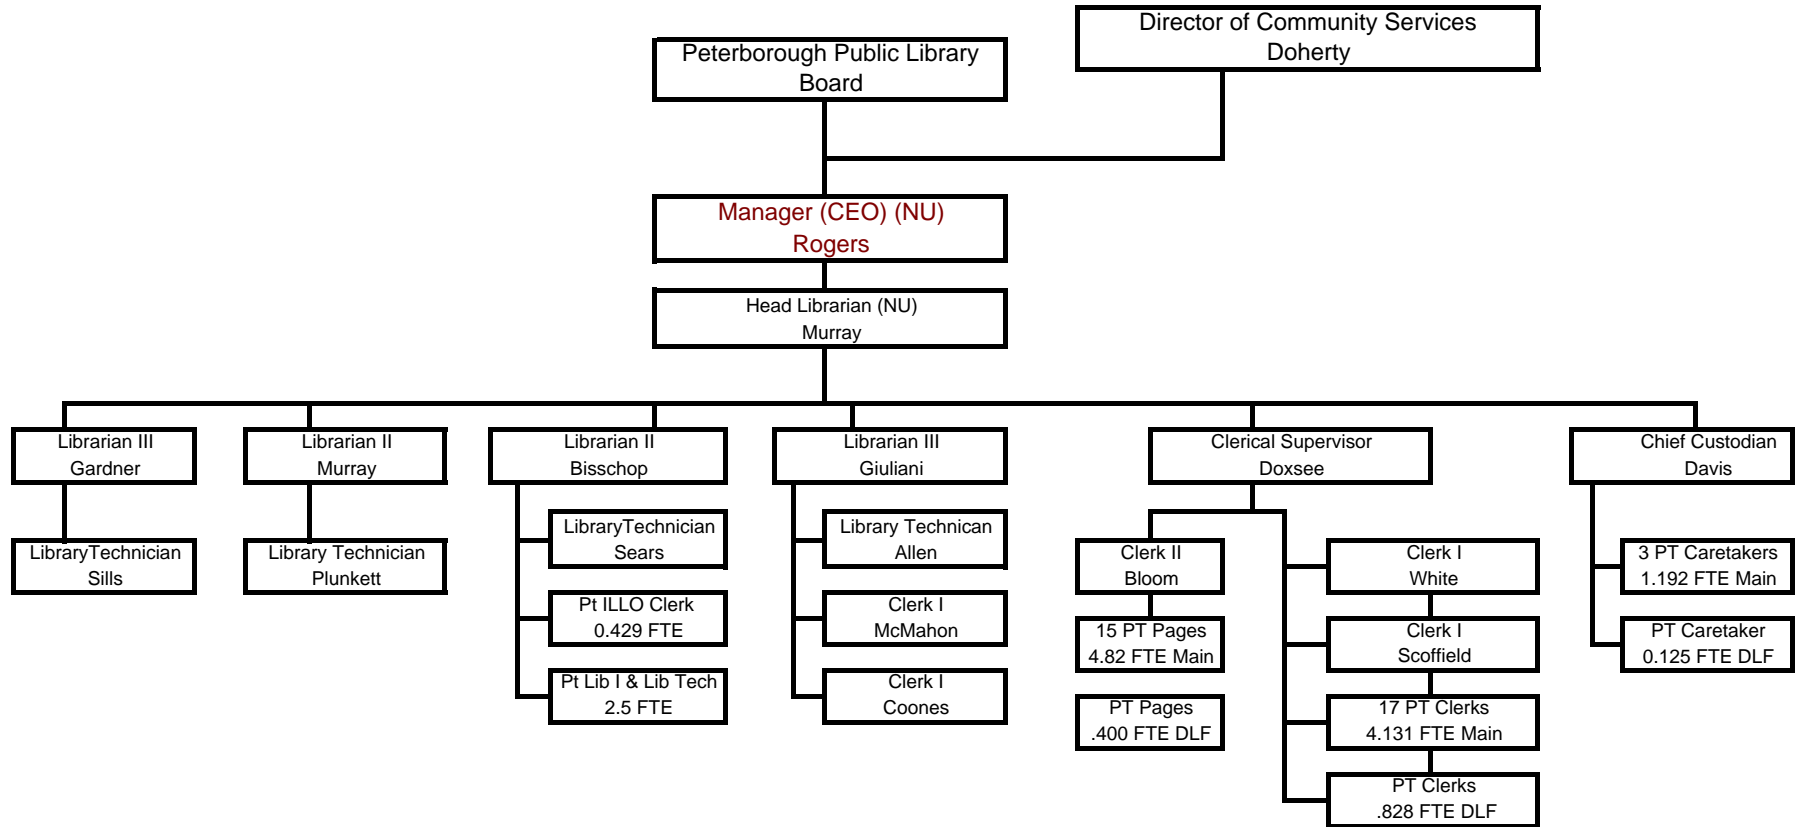 Director of Community Services
Doherty
Peterborough Public Library
Board
Manager (CEO) (NU)
Rogers
Head Librarian (NU)
Murray
Librarian III
Gardner
LibraryTechnician
Sills
Librarian II
Murray
Library Technician
Plunkett
Librarian II
Bisschop
LibraryTechnician
Sears
Pt ILLO Clerk
0.429 FTE
Pt Lib I & Lib Tech
2.5 FTE
Librarian III
Giuliani
Library Technican
Allen
Clerk I
McMahon
Clerk I
Coones
Clerical Supervisor
Doxsee
Clerk II
Bloom
15 PT Pages
4.82 FTE Main
PT Pages
.400 FTE DLF
Clerk I
White
Clerk I
Scoffield
17 PT Clerks
4.131 FTE Main
PT Clerks
.828 FTE DLF
Chief Custodian
Davis
3 PT Caretakers
1.192 FTE Main
PT Caretaker
0.125 FTE DLF